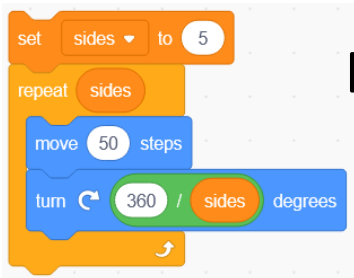 set sides to 5
repeat sides
move 50 steps
turn 360 / sides degrees